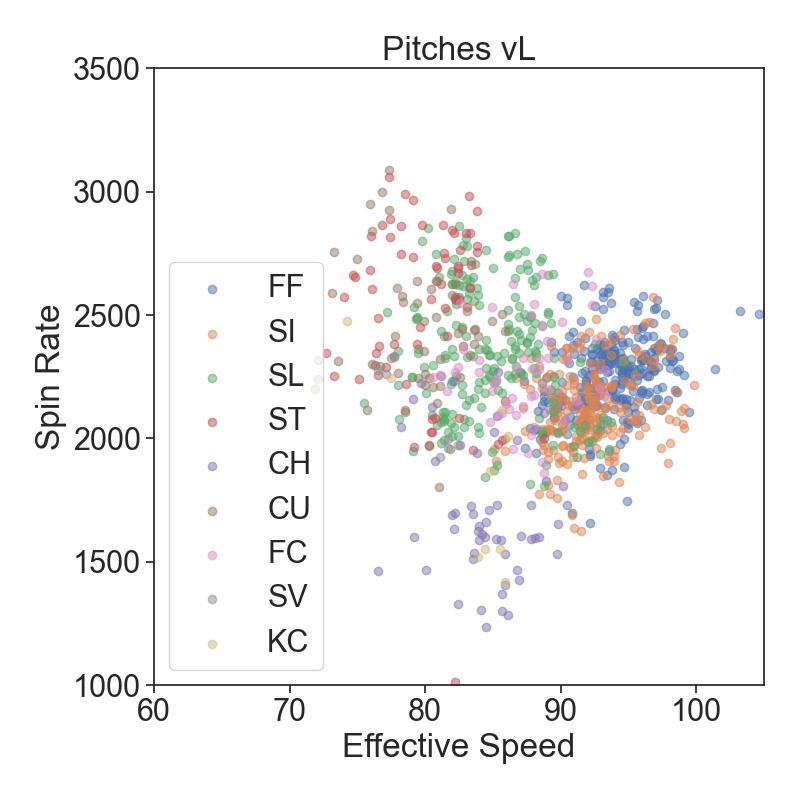 Pitches vL
3500
3000
2500
2000
1500
1000
Spin Rate
FF
SI
SL
ST
CH
CU
FC
SV
KC
60 70 80 90 100
Effective Speed